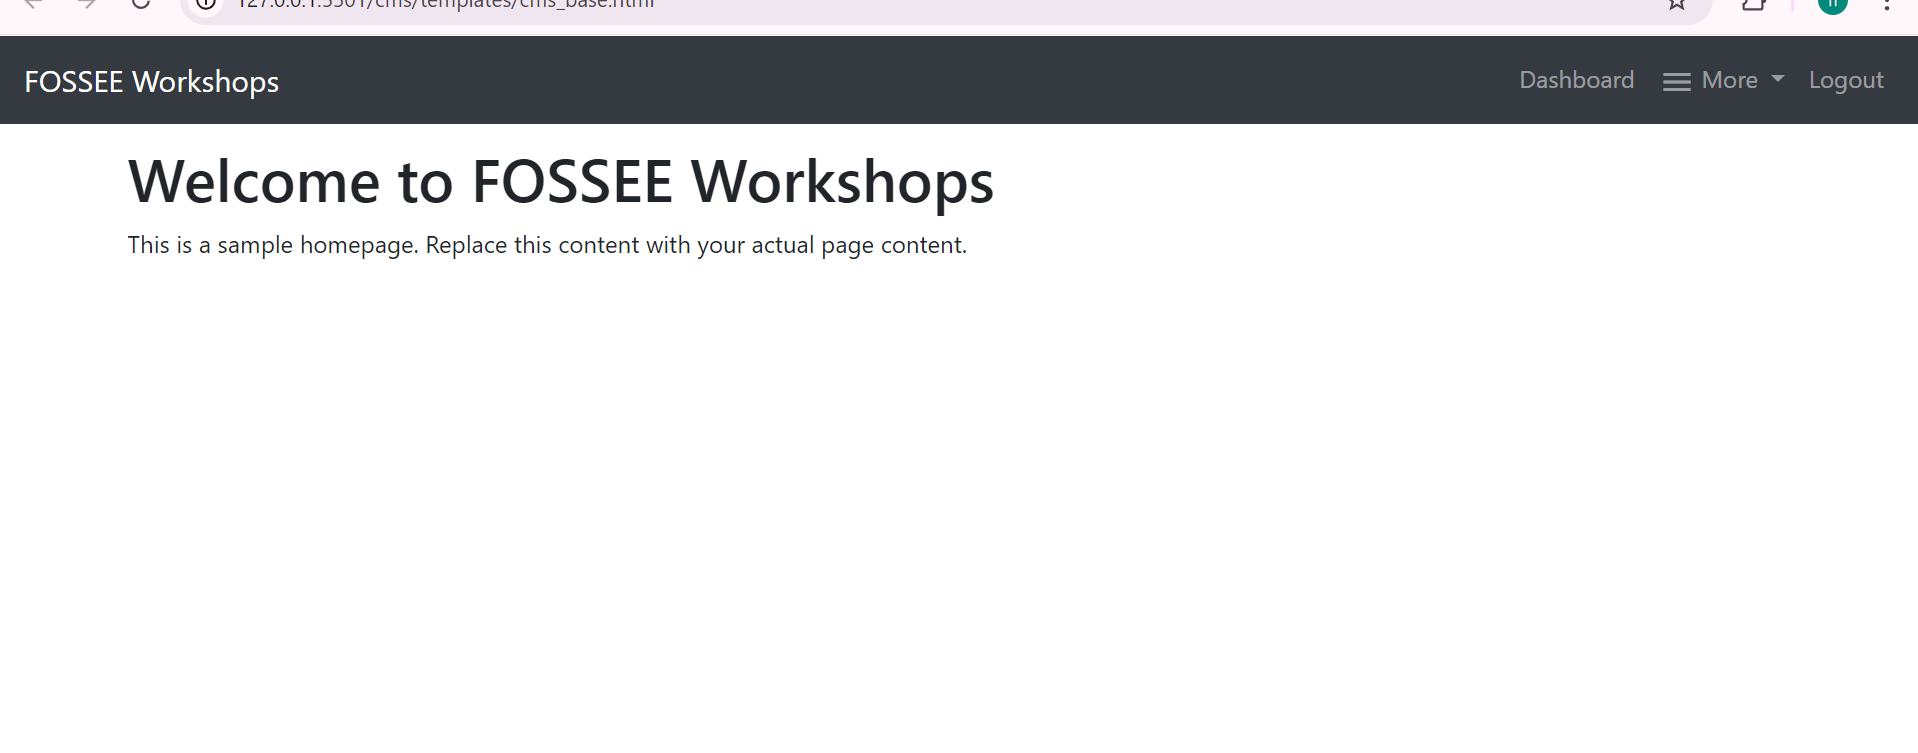 127.0.0.1:5501/cms/templates/cms_base.html
FOSSEE Workshops
Dashboard
More
Logout
Welcome to FOSSEE Workshops
This is a sample homepage. Replace this content with your actual page content.